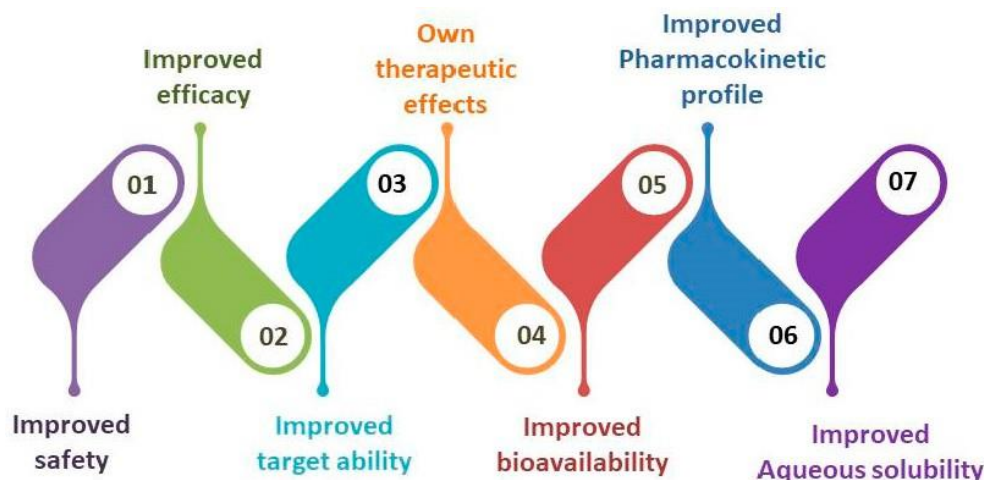 01
Improved
safety
02
Improved
efficacy
03
Improved
target ability
04
Own
therapeutic
effects
05
Improved
bioavailability
06
Improved
Pharmacokinetic
profile
07
Improved
Aqueous solubility